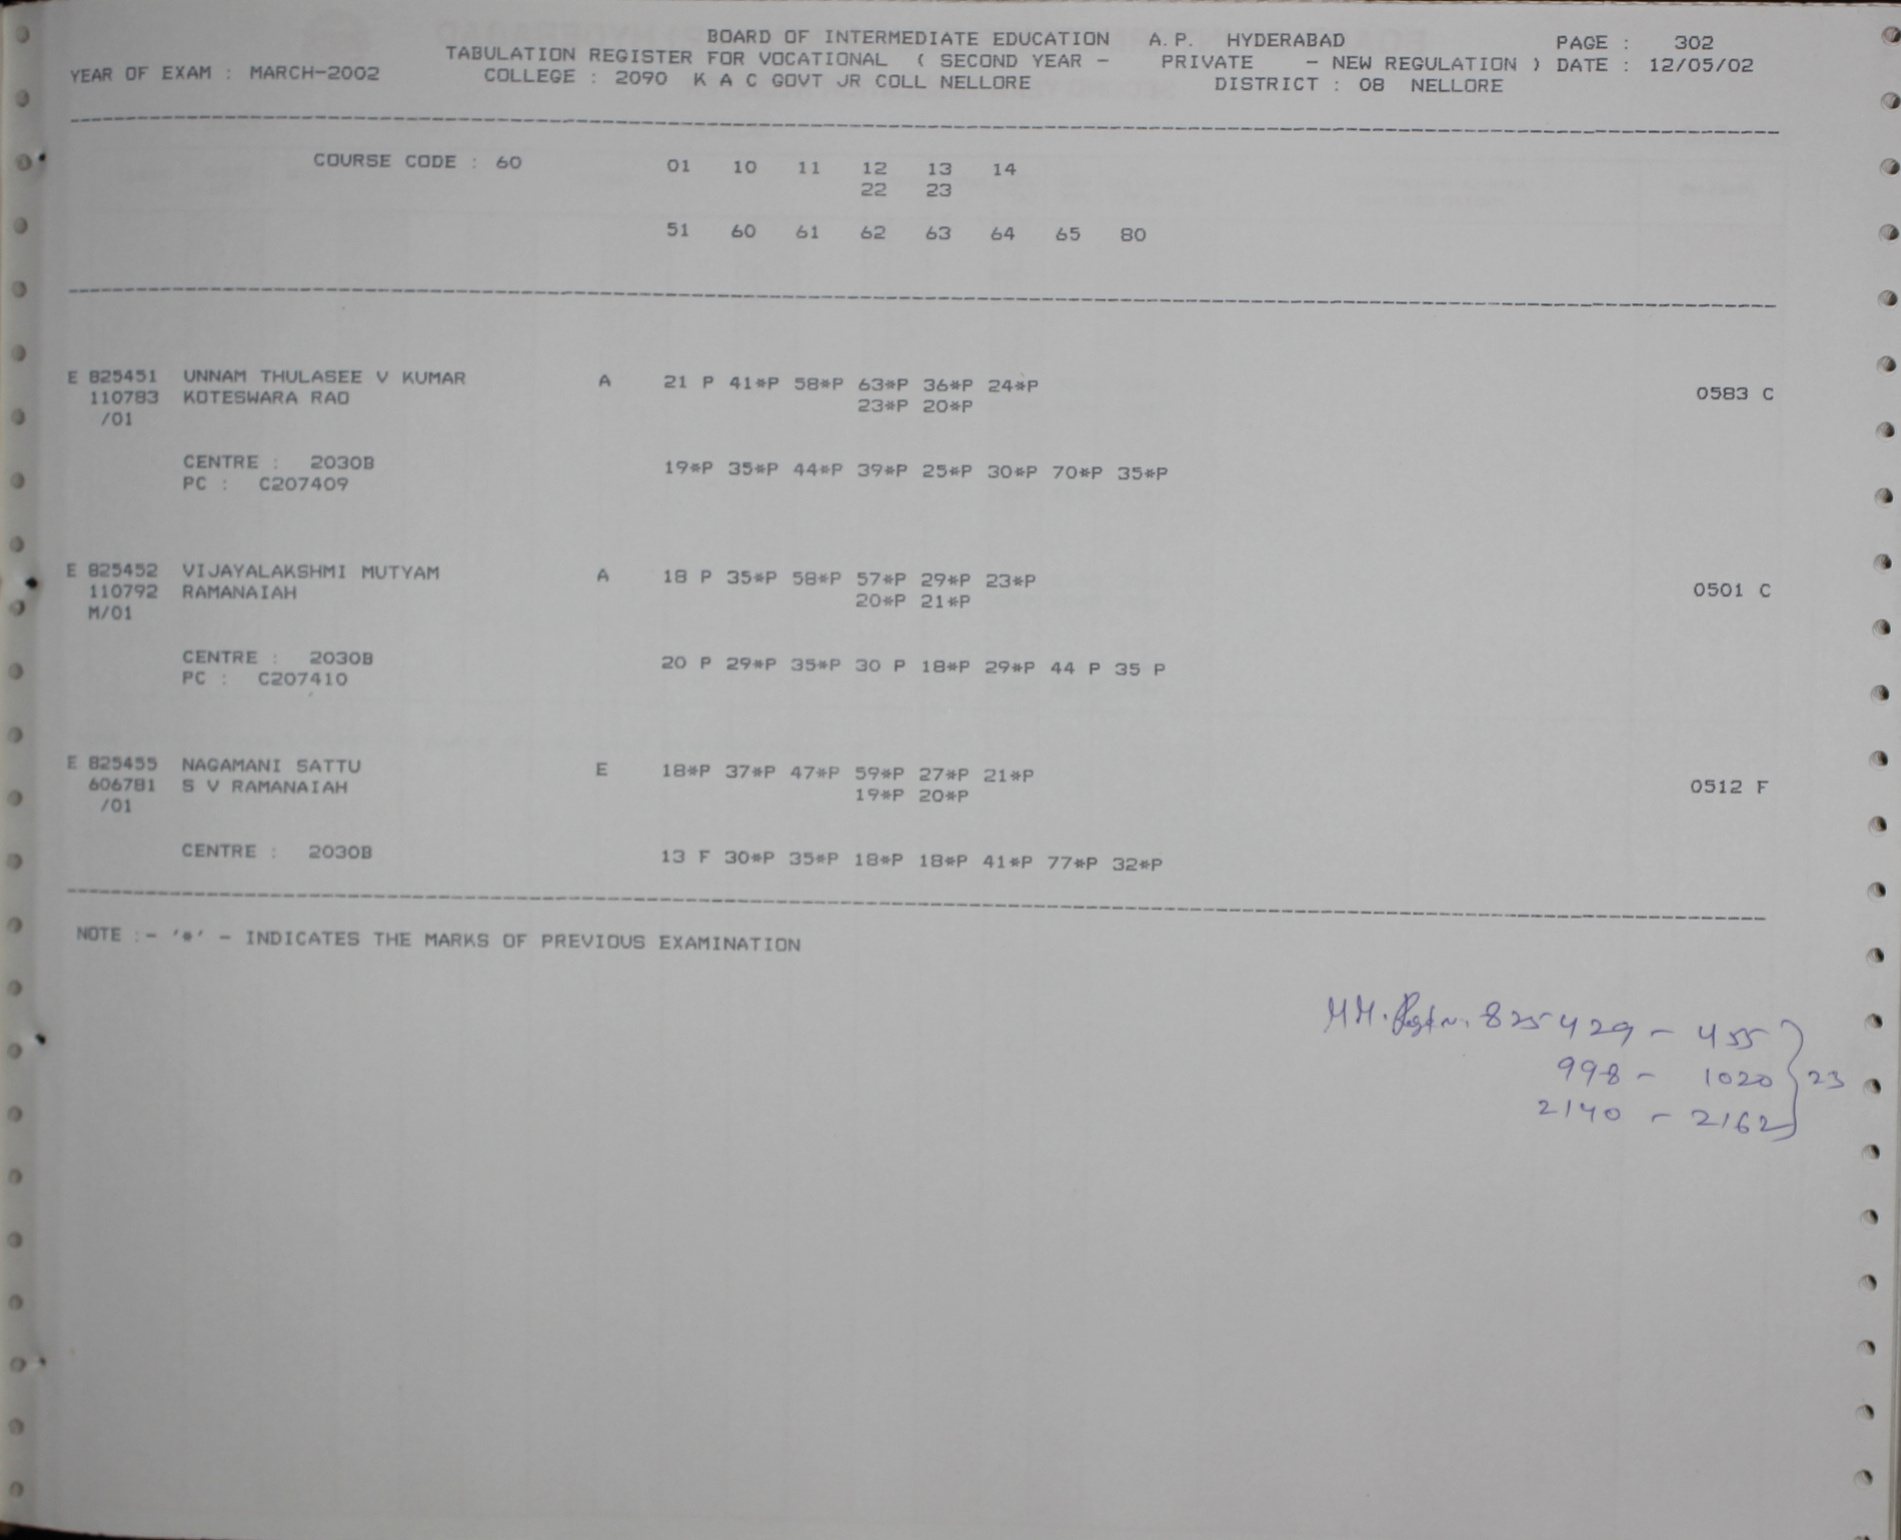 BOARD OF INTERMEDIATE EDUCATION A.P. HYDERABAD PAGE : 302
TABULATION REGISTER FOR VOCATIONAL ( SECOND YEAR - PRIVATE - NEW REGULATION ) DATE : 12/05/02
YEAR OF EXAM : MARCH-2002 COLLEGE : 2090 K A C GOVT JR COLL NELLORE DISTRICT : 08 NELLORE
COURSE CODE : 60 01 10 11 12 13 14
22 23
51 60 61 62 63 64 65 80
E 825451 UNNAM THULASEE V KUMAR A 21 P 41*P 58*P 63*P 36*P 24*P 0583 C
110783 KOTESWARA RAO 23*P 20*P
/01
CENTRE : 2030B 19*P 35*P 44*P 39*P 25*P 30*P 70*P 35*P
PC : C207409
E 825452 VIJAYALAKSHMI MUTYAM A 18 P 35*P 58*P 57*P 29*P 23*P 0501 C
110792 RAMANAIAH 20*P 21*P
M/01
CENTRE : 2030B 20 P 29*P 35*P 30 P 18*P 29*P 44 P 35 P
PC : C207410
E 825455 NAGAMANI SATTU E 18*P 37*P 47*P 59*P 27*P 21*P 0512 F
606781 S V RAMANAIAH 19*P 20*P
/01
CENTRE : 2030B 13 F 30*P 35*P 18*P 18*P 41*P 77*P 32*P
NOTE :- '*' - INDICATES THE MARKS OF PREVIOUS EXAMINATION
825429 - 455
998 - 1020 } 23
2140 - 2162